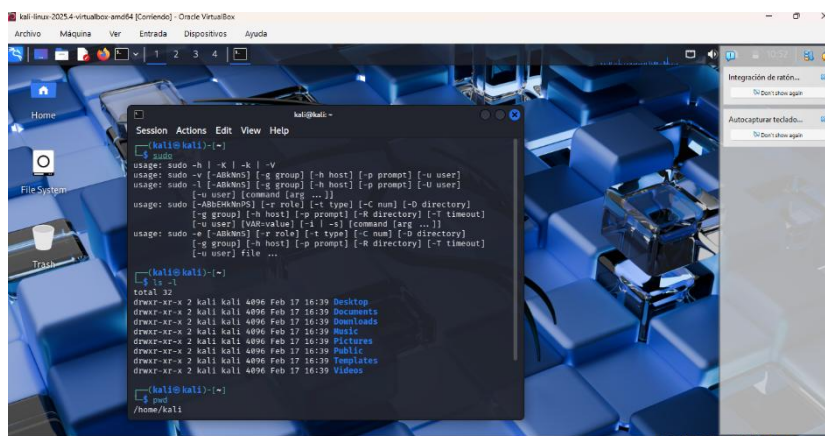 kali-linux-2025.4-virtualbox-amd64 [Corriendo] - Oracle VirtualBox
Archivo Máquina Ver Entrada Dispositivos Ayuda
1 2 3 4
10:57
Integración de ratón...
Don't show again
Autocapturar teclado...
Don't show again
Home
File System
Trash
kali@kali: ~
Session Actions Edit View Help
(kali㉿kali)-[~]
$ sudo
usage: sudo -h | -K | -k | -V
usage: sudo -v [-ABkNnS] [-g group] [-h host] [-p prompt] [-u user]
usage: sudo -l [-ABkNnS] [-g group] [-h host] [-p prompt] [-U user]
[-u user] [command [arg ...]]
usage: sudo [-ABbEHkNnPS] [-r role] [-t type] [-C num] [-D directory]
[-g group] [-h host] [-p prompt] [-R directory] [-T timeout]
[-u user] [VAR=value] [-i | -s] [command [arg ...]]
usage: sudo -e [-ABkNnS] [-r role] [-t type] [-C num] [-D directory]
[-g group] [-h host] [-p prompt] [-R directory] [-T timeout]
[-u user] file ...
(kali㉿kali)-[~]
$ ls -l
total 32
drwxr-xr-x 2 kali kali 4096 Feb 17 16:39 Desktop
drwxr-xr-x 2 kali kali 4096 Feb 17 16:39 Documents
drwxr-xr-x 2 kali kali 4096 Feb 17 16:39 Downloads
drwxr-xr-x 2 kali kali 4096 Feb 17 16:39 Music
drwxr-xr-x 2 kali kali 4096 Feb 17 16:39 Pictures
drwxr-xr-x 2 kali kali 4096 Feb 17 16:39 Public
drwxr-xr-x 2 kali kali 4096 Feb 17 16:39 Templates
drwxr-xr-x 2 kali kali 4096 Feb 17 16:39 Videos
(kali㉿kali)-[~]
$ pwd
/home/kali